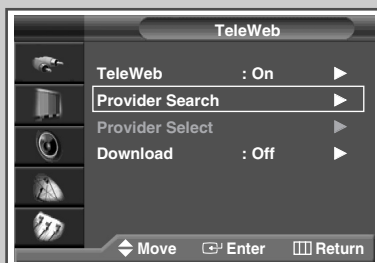 TeleWeb
TeleWeb : On
Provider Search
Provider Select
Download : Off
Move Enter Return